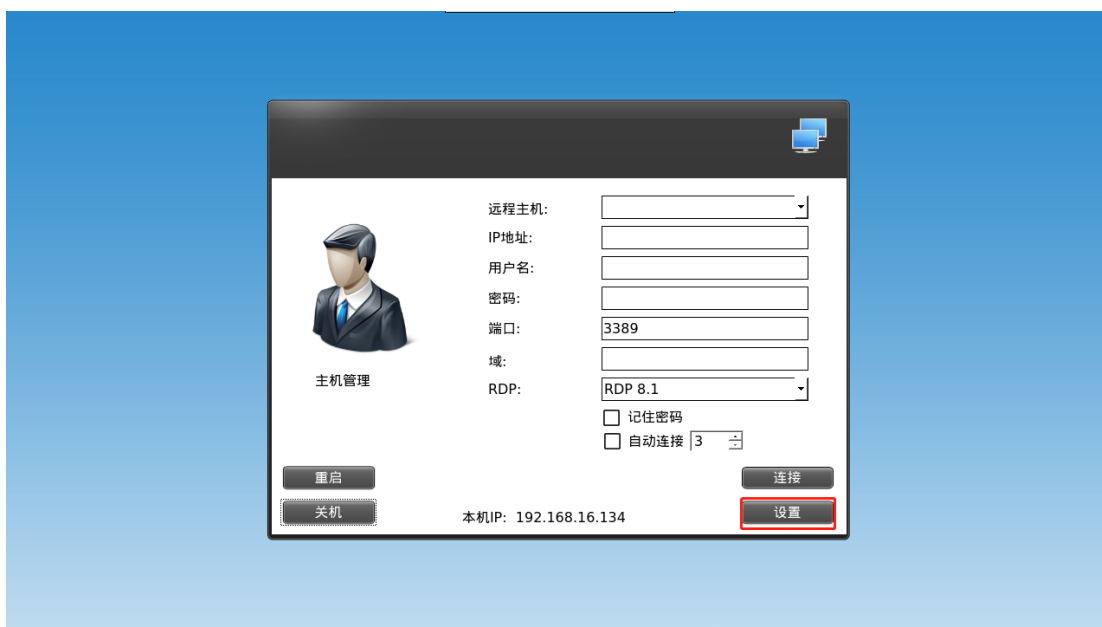 远程主机:
IP地址:
用户名:
密码:
端口: 3389
域:
主机管理
RDP: RDP 8.1
记住密码
自动连接 3
重启 连接
关机 本机IP: 192.168.16.134 设置